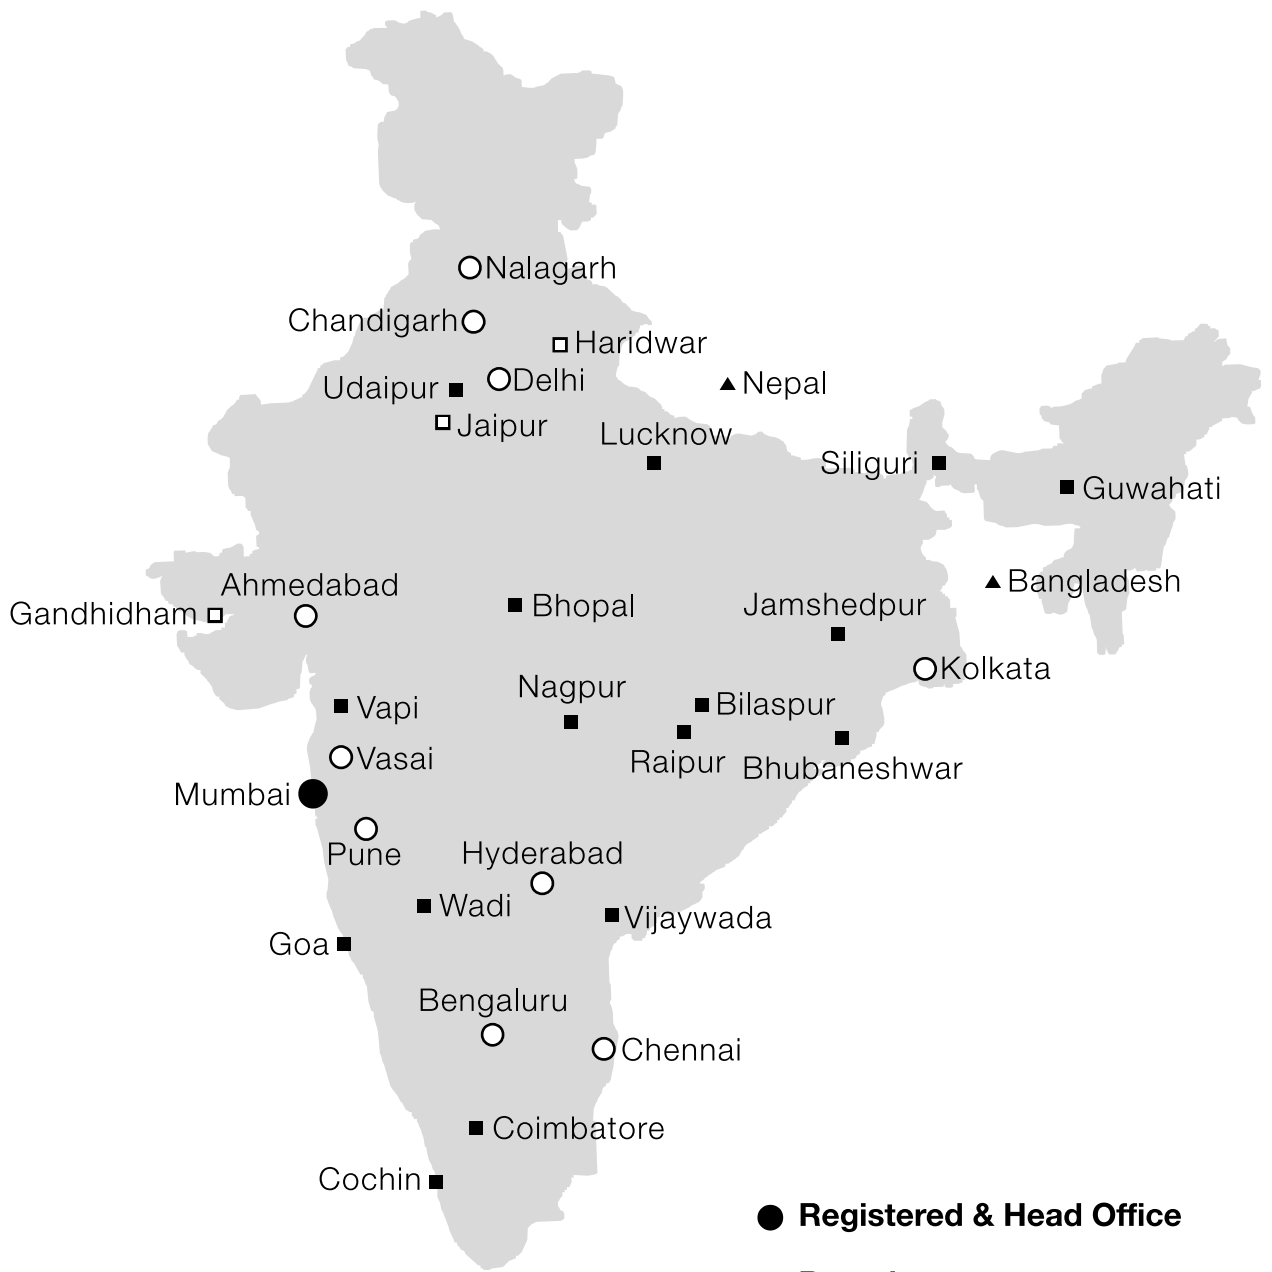 Nalagarh
Chandigarh
Haridwar
Delhi
Nepal
Udaipur
Jaipur
Lucknow
Siliguri
Guwahati
Bangladesh
Ahmedabad
Gandhidham
Bhopal
Jamshedpur
Kolkata
Nagpur
Bilaspur
Vapi
Raipur
Bhubaneshwar
Vasai
Mumbai
Pune
Hyderabad
Wadi
Vijaywada
Goa
Bengaluru
Chennai
Coimbatore
Cochin
Registered & Head Office